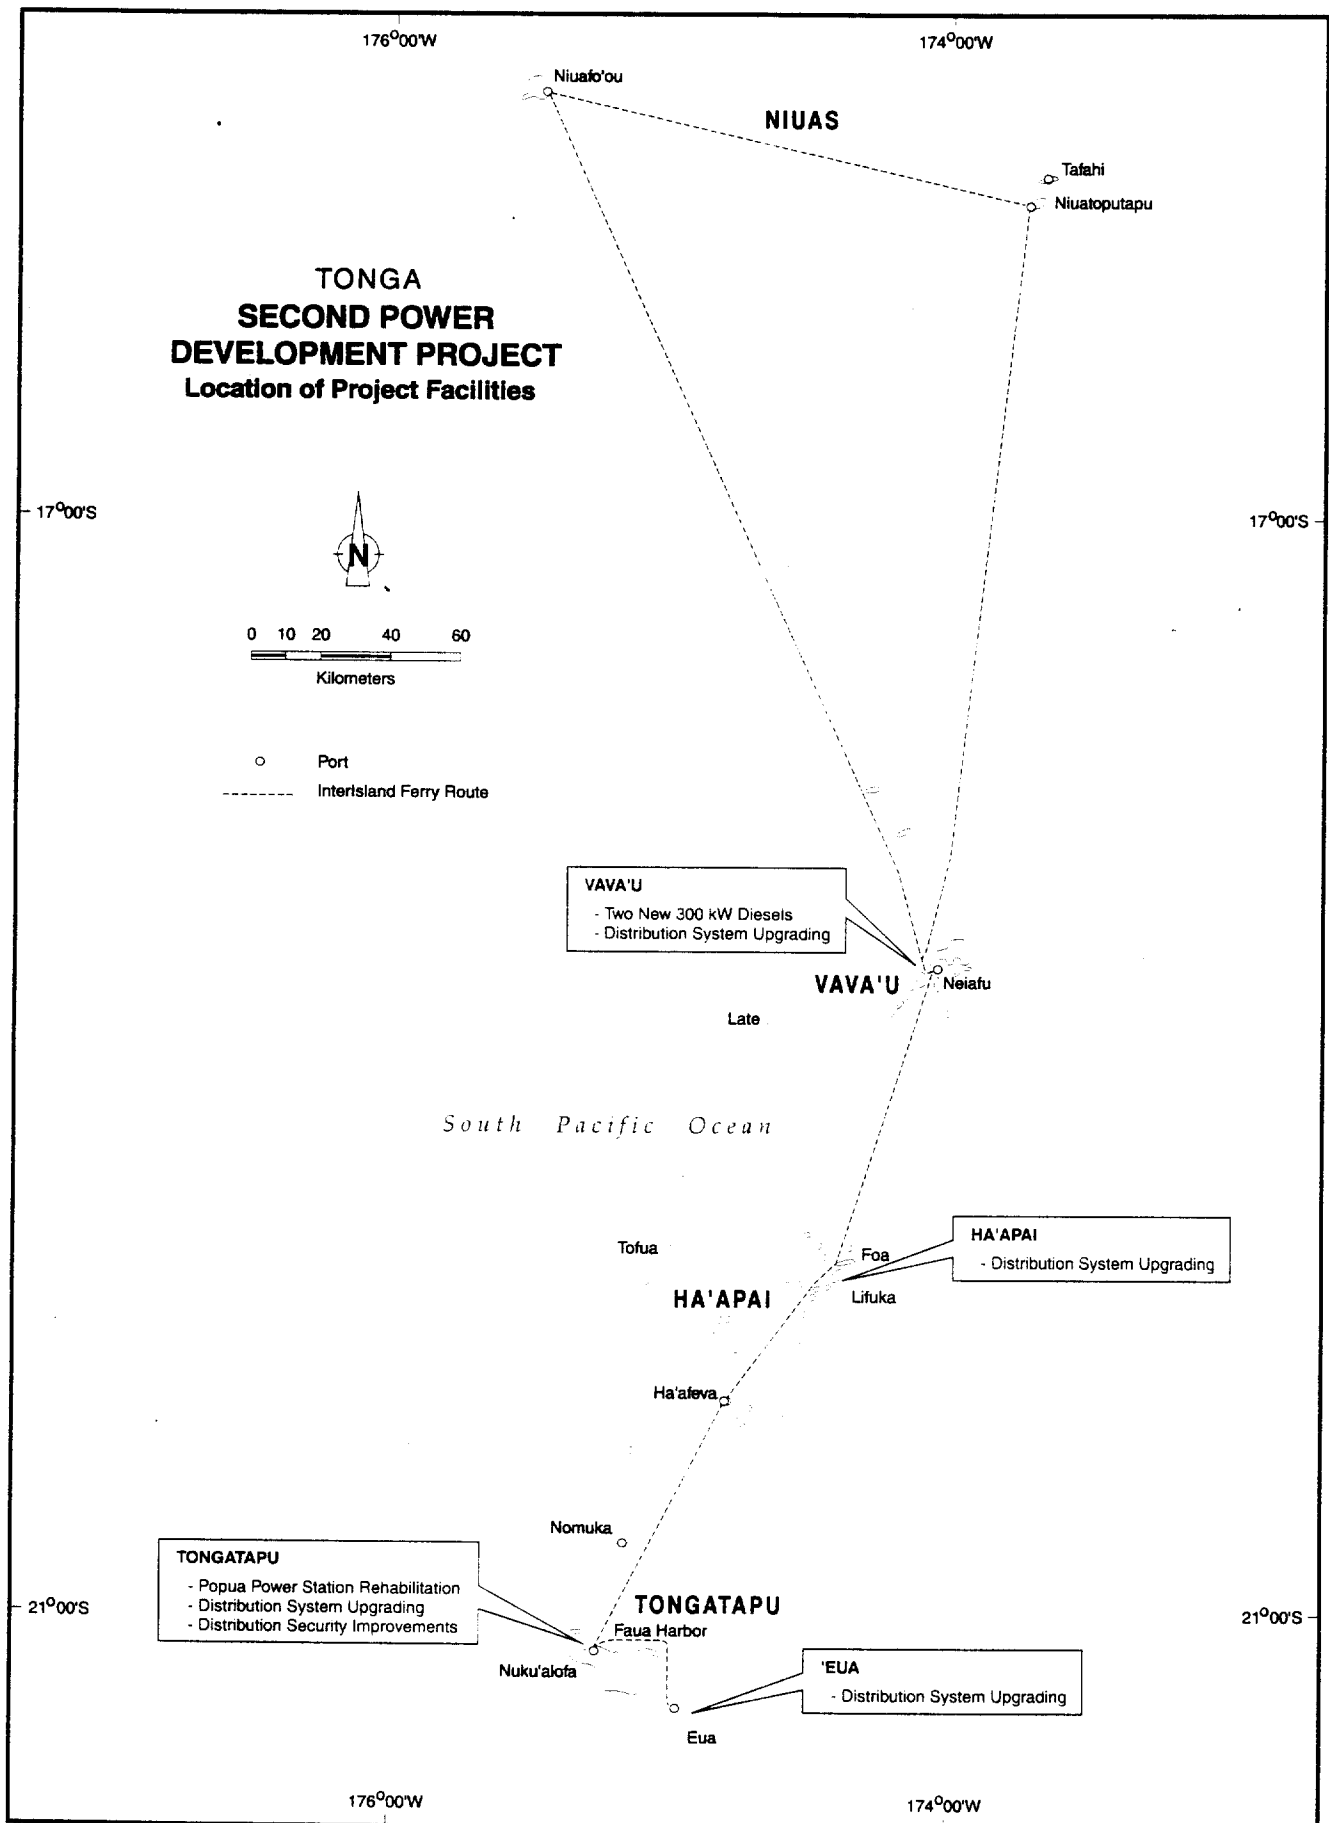 176°00'W
174°00'W
Niuafo'ou
NIUAS
Tafahi
Niuatoputapu
TONGA
SECOND POWER
DEVELOPMENT PROJECT
Location of Project Facilities
17°00'S
17°00'S
N
0 10 20 40 60
Kilometers
Port
InterIsland Ferry Route
VAVA'U
- Two New 300 kW Diesels
- Distribution System Upgrading
VAVA'U
Neiafu
Late
South Pacific Ocean
Tofua
Foa
HA'APAI
- Distribution System Upgrading
HA'APAI
Lifuka
Ha'afeva
Nomuka
TONGATAPU
- Popua Power Station Rehabilitation
- Distribution System Upgrading
- Distribution Security Improvements
21°00'S
TONGATAPU
21°00'S
Faua Harbor
Nuku'alofa
'EUA
- Distribution System Upgrading
Eua
176°00'W
174°00'W